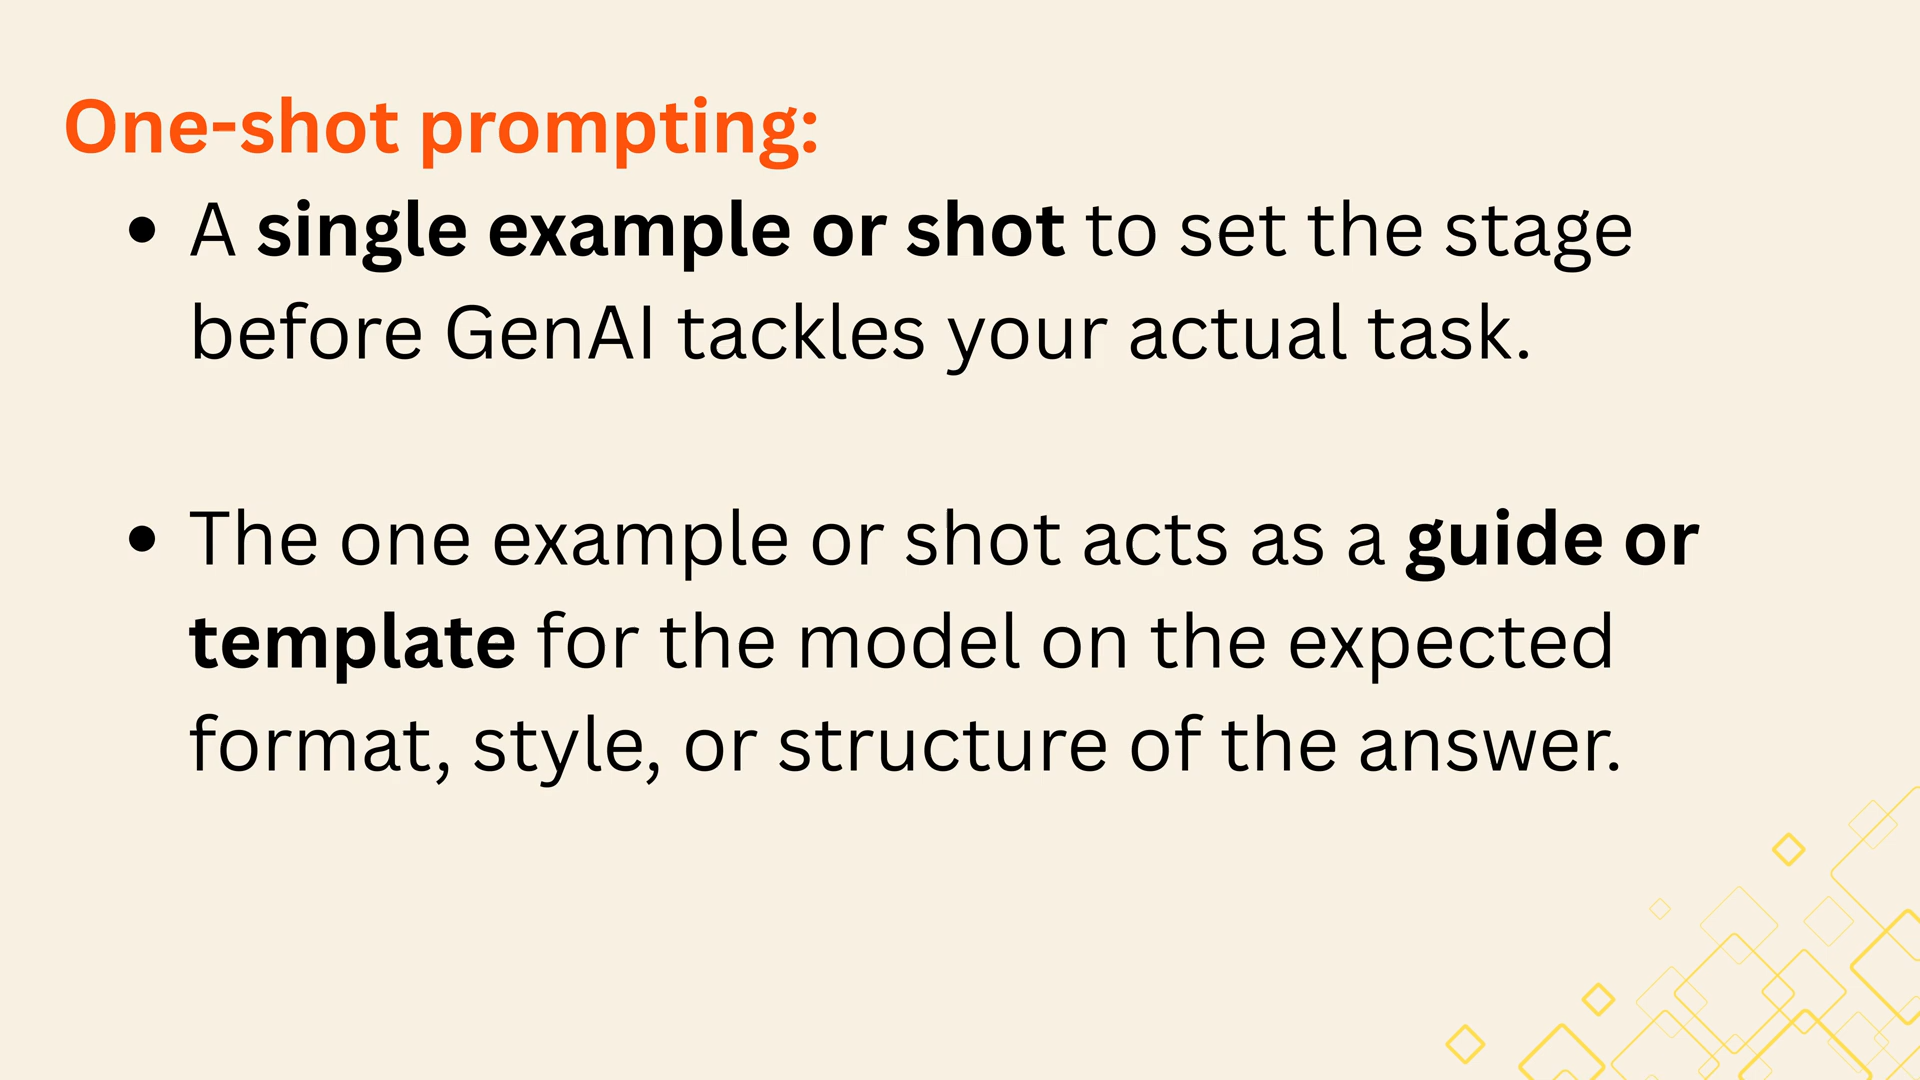 One-shot prompting:
• A single example or shot to set the stage
before GenAI tackles your actual task.
• The one example or shot acts as a guide or
template for the model on the expected
format, style, or structure of the answer.